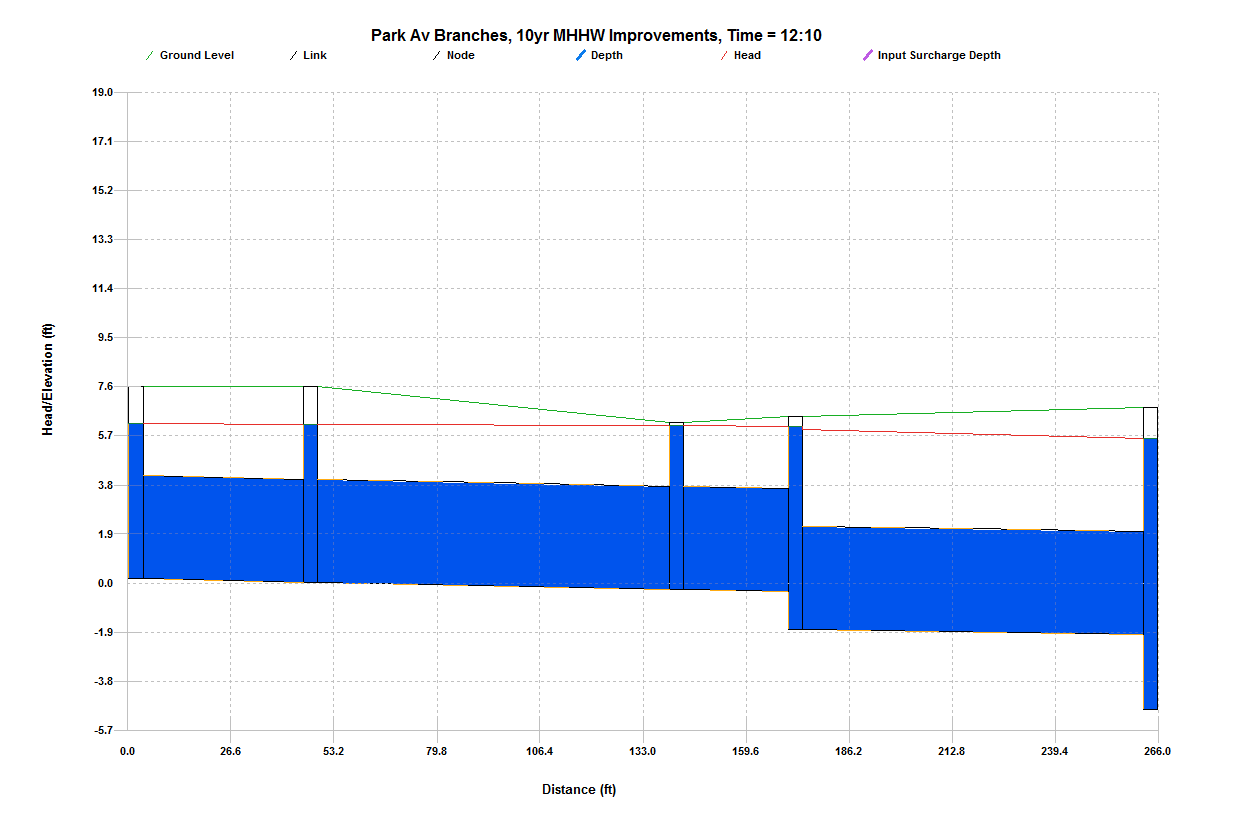 Park Av Branches, 10yr MHHW Improvements, Time = 12:10
Ground Level Link Node Depth Head Input Surcharge Depth
19.0
17.1
15.2
13.3
11.4
9.5
7.6
5.7
3.8
1.9
0.0
-1.9
-3.8
-5.7
Head/Elevation (ft)
0.0 26.6 53.2 79.8 106.4 133.0 159.6 186.2 212.8 239.4 266.0
Distance (ft)